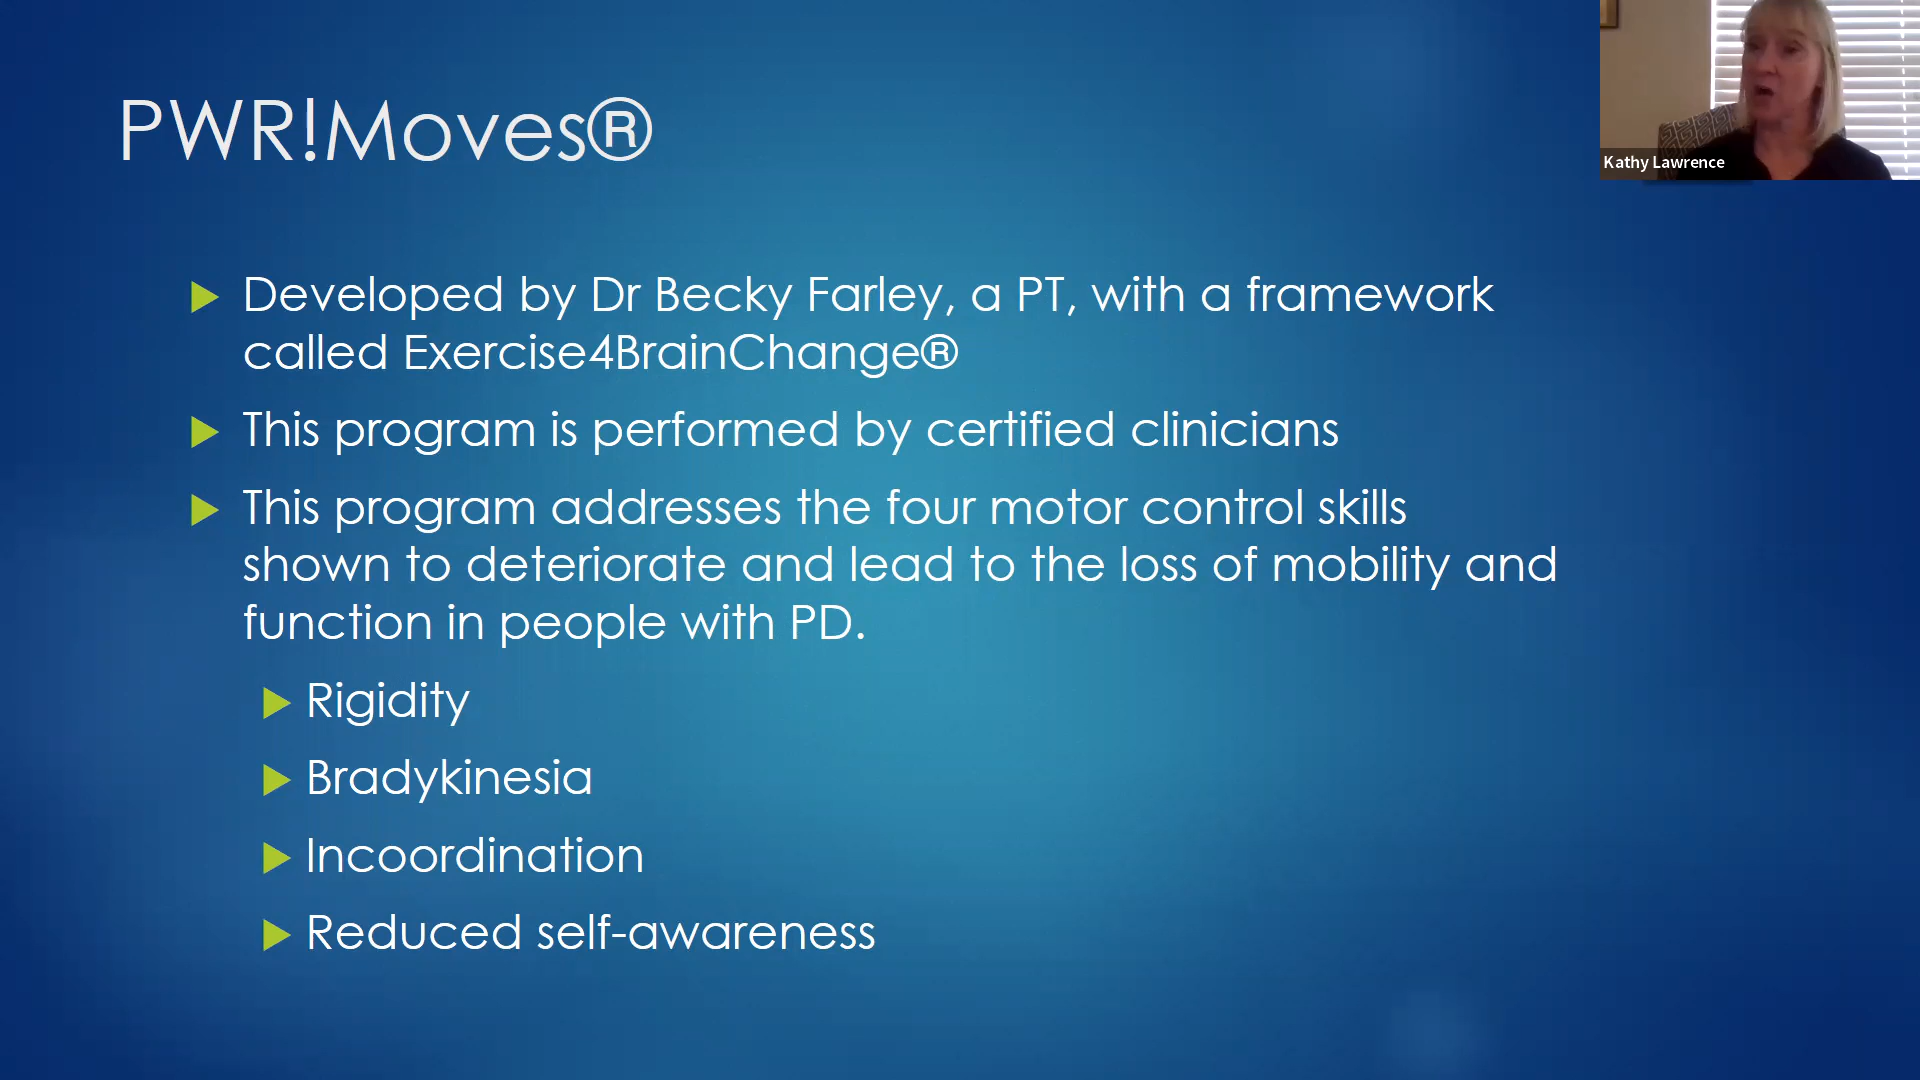 PWR!Moves®
Kathy Lawrence
Developed by Dr Becky Farley, a PT, with a framework
called Exercise4BrainChange®
This program is performed by certified clinicians
This program addresses the four motor control skills
shown to deteriorate and lead to the loss of mobility and
function in people with PD.
Rigidity
Bradykinesia
Incoordination
Reduced self-awareness